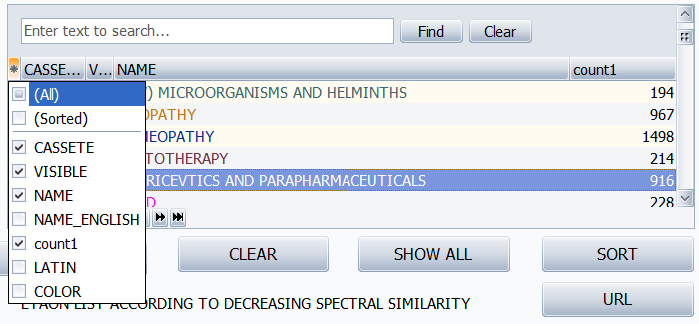 Enter text to search... Find Clear
CASSE... V... NAME count1
(All) ) MICROORGANISMS AND HELMINTHS 194
(Sorted) OPATHY 967
CASSETE EOPATHY 1498
VISIBLE TOTHERAPY 214
NAME RICEVTICS AND PARAPHARMACEUTICALS 916
NAME_ENGLISH D 228
count1 CLEAR SHOW ALL SORT
LATIN
COLOR URL
ETAON LIST ACCORDING TO DECREASING SPECTRAL SIMILARITY